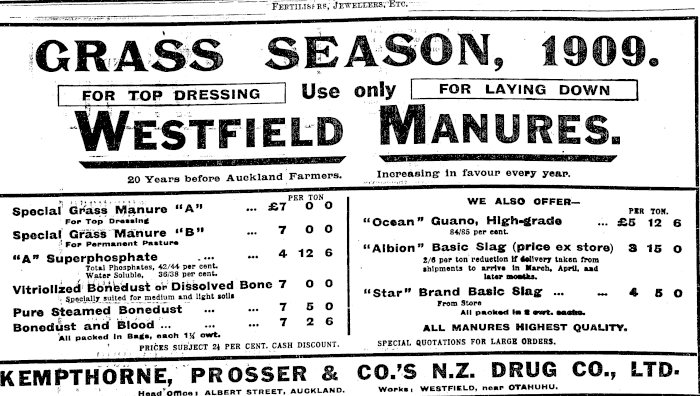 FERTILISERS, JEWELLERS, ETC.
GRASS SEASON, 1909.
FOR TOP DRESSING Use only FOR LAYING DOWN
WESTFIELD MANURES.
20 Years before Auckland Farmers. Increasing in favour every year.
PER TON
Special Grass Manure "A" ... £7 0 0
For Top Dressing
Special Grass Manure "B" ... 7 0 0
For Permanent Pasture
"A" Superphosphate ... ... 4 12 6
Total Phosphates, 42/44 per cent.
Water Soluble, 36/38 per cent.
Vitriolized Bonedust or Dissolved Bone 7 0 0
Specially suited for medium and light soils
Pure Steamed Bonedust ... ... 7 5 0
Bonedust and Blood ... ... ... 7 2 6
All packed in Bags, each 1½ cwt.
PRICES SUBJECT 2½ PER CENT. CASH DISCOUNT.
WE ALSO OFFER—
PER TON.
"Ocean" Guano, High-grade ... £5 12 6
84/85 per cent.
"Albion" Basic Slag (price ex store) 3 15 0
2/6 per ton reduction if delivery taken from
shipments to arrive in March, April, and
later months.
"Star" Brand Basic Slag ... ... 4 5 0
From Store
All packed in 2 cwt. sacks.
ALL MANURES HIGHEST QUALITY.
SPECIAL QUOTATIONS FOR LARGE ORDERS.
KEMPTHORNE, PROSSER & CO.'S N.Z. DRUG CO., LTD.
Head Office: ALBERT STREET, AUCKLAND. Works: WESTFIELD, near OTAHUHU.